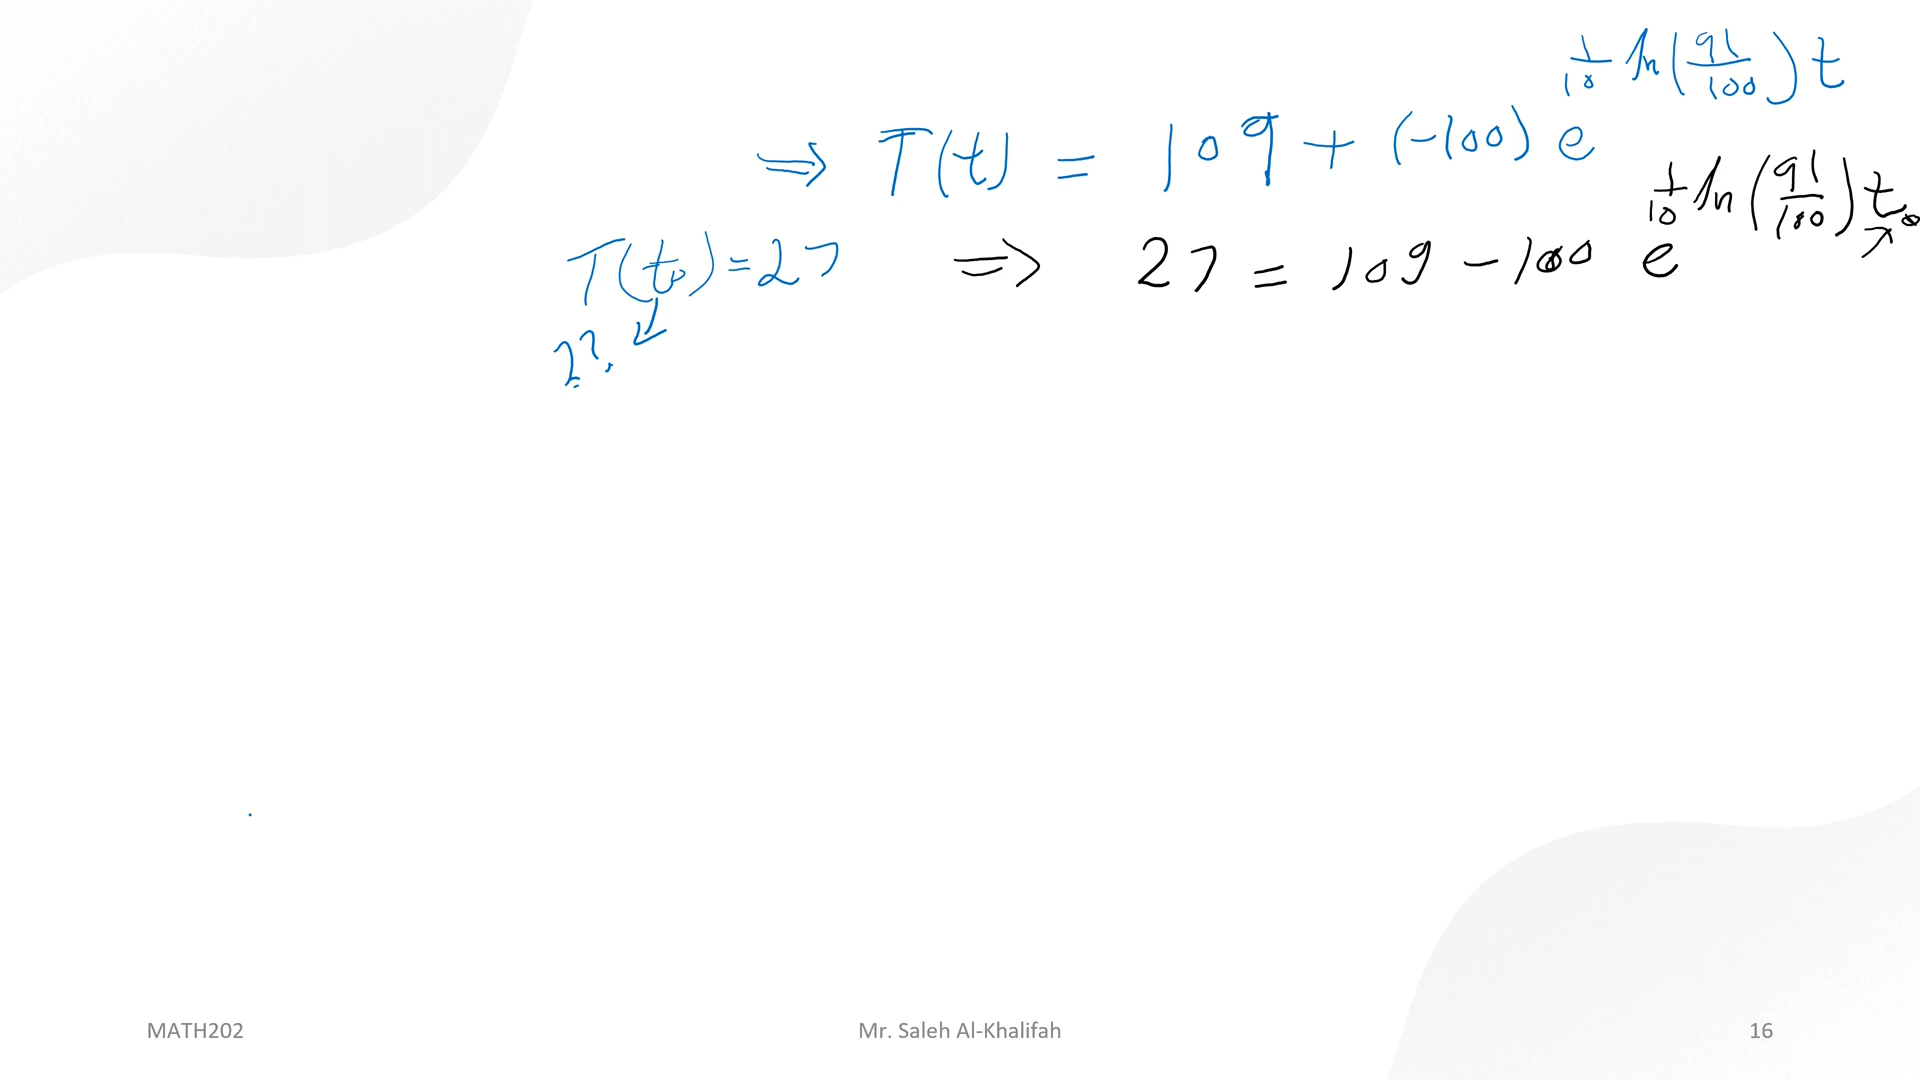 ⇒ T(t) = 109 + (-100) e^{1/10 ln(91/100) t}
T(t₀) = 27 ⇒ 27 = 109 - 100 e^{1/10 ln(91/100) t₀}
??
MATH202 Mr. Saleh Al-Khalifah 16